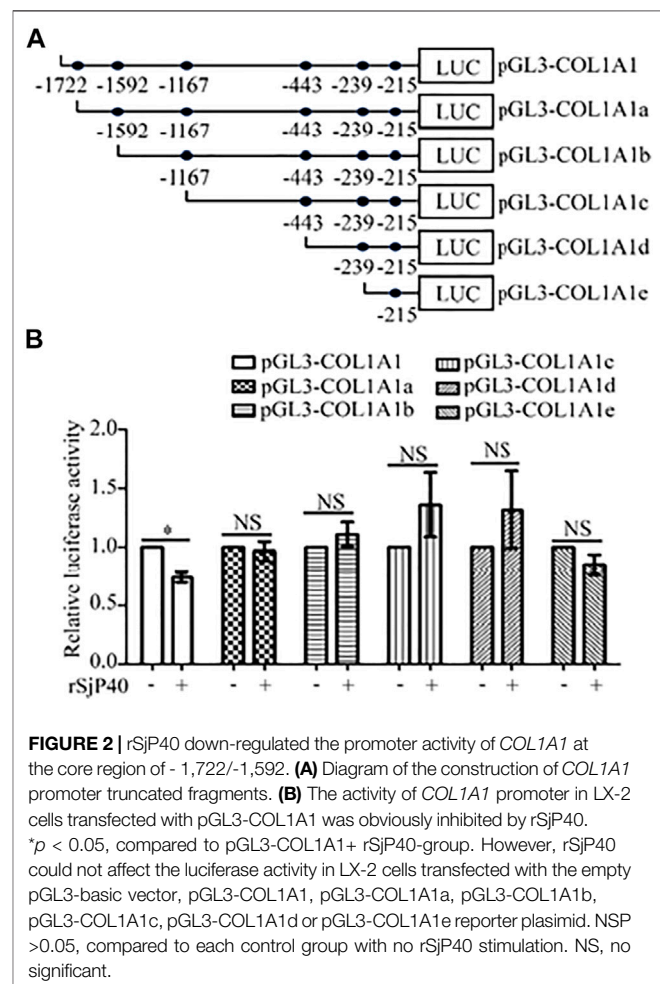 A
LUC pGL3-COL1A1
-1722 -1592 -1167 -443 -239 -215
LUC pGL3-COL1A1a
-1592 -1167 -443 -239 -215
LUC pGL3-COL1A1b
-1167 -443 -239 -215
LUC pGL3-COL1A1c
-443 -239 -215
LUC pGL3-COL1A1d
-239 -215
LUC pGL3-COL1A1e
-215
B
pGL3-COL1A1 pGL3-COL1A1c
pGL3-COL1A1a pGL3-COL1A1d
pGL3-COL1A1b pGL3-COL1A1e
Relative luciferase activity
2.0
1.5
1.0
0.5
0.0
* NS NS NS NS NS
rSjP40 - + - + - + - + - + - +
FIGURE 2 | rSjP40 down-regulated the promoter activity of COL1A1 at
the core region of - 1,722/-1,592. (A) Diagram of the construction of COL1A1
promoter truncated fragments. (B) The activity of COL1A1 promoter in LX-2
cells transfected with pGL3-COL1A1 was obviously inhibited by rSjP40.
*p < 0.05, compared to pGL3-COL1A1+ rSjP40-group. However, rSjP40
could not affect the luciferase activity in LX-2 cells transfected with the empty
pGL3-basic vector, pGL3-COL1A1, pGL3-COL1A1a, pGL3-COL1A1b,
pGL3-COL1A1c, pGL3-COL1A1d or pGL3-COL1A1e reporter plasimid. NSP
>0.05, compared to each control group with no rSjP40 stimulation. NS, no
significant.